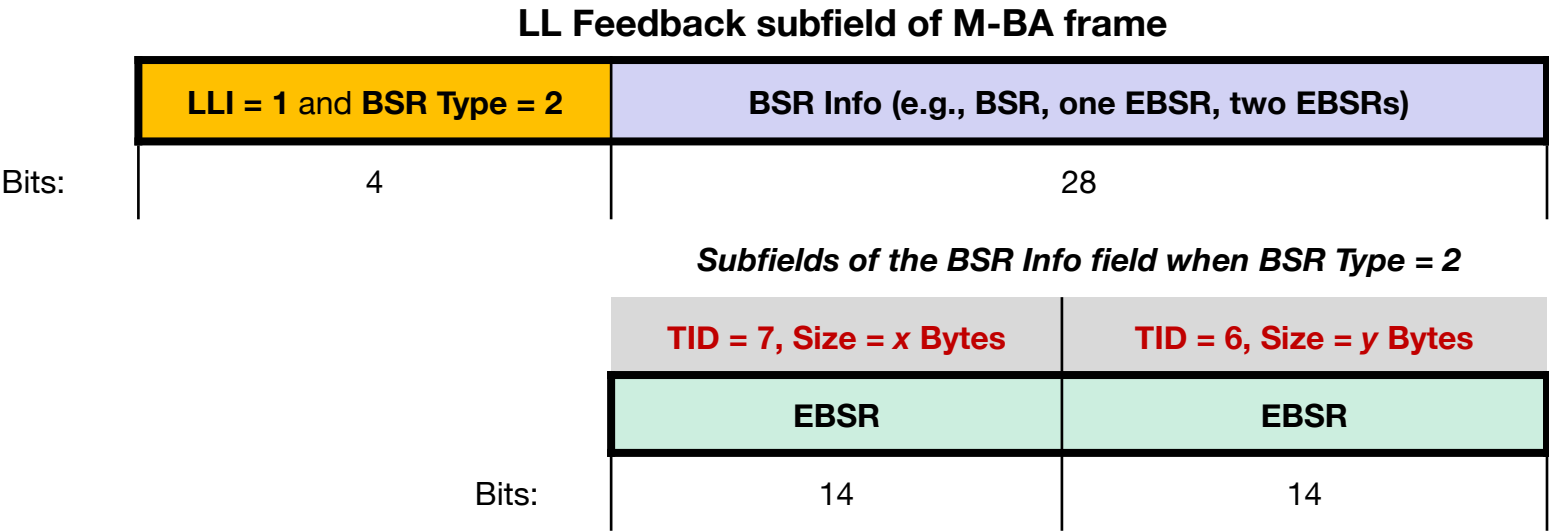 LL Feedback subfield of M-BA frame
LLI = 1 and BSR Type = 2 BSR Info (e.g., BSR, one EBSR, two EBSRs)
Bits: 4 28
Subfields of the BSR Info field when BSR Type = 2
TID = 7, Size = x Bytes TID = 6, Size = y Bytes
EBSR EBSR
Bits: 14 14